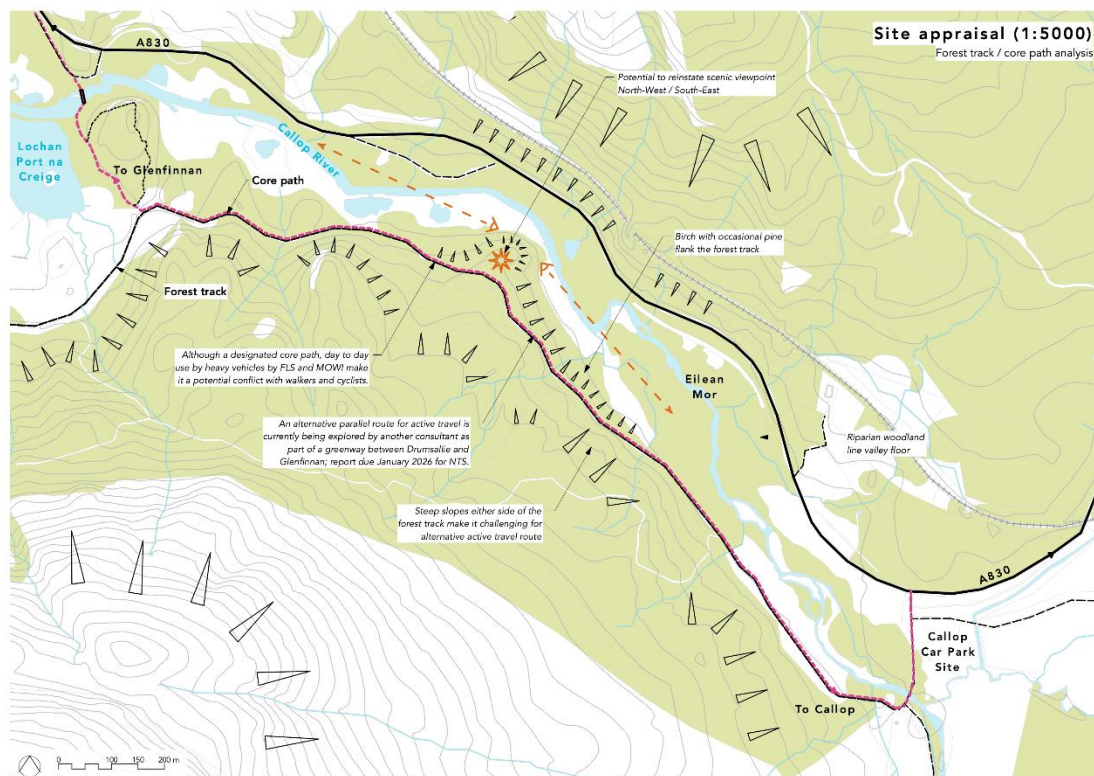 Site appraisal (1:5000)
Forest track / core path analysis
A830
Potential to reinstate scenic viewpoint
North-West / South-East
Callop River
Lochan
Port na
Creige
To Glenfinnan
Core path
Birch with occasional pine
flank the forest track
Forest track
Although a designated core path, day to day
use by heavy vehicles by FLS and MOWI make
it a potential conflict with walkers and cyclists.
Eilean
Mor
An alternative parallel route for active travel is
currently being explored by another consultant as
part of a greenway between Drumsallie and
Glenfinnan; report due January 2026 for NTS.
Riparian woodland
line valley floor
Steep slopes either side of the
forest track make it challenging for
alternative active travel route
A830
Callop
Car Park
Site
To Callop
0 50 100 150 200 m